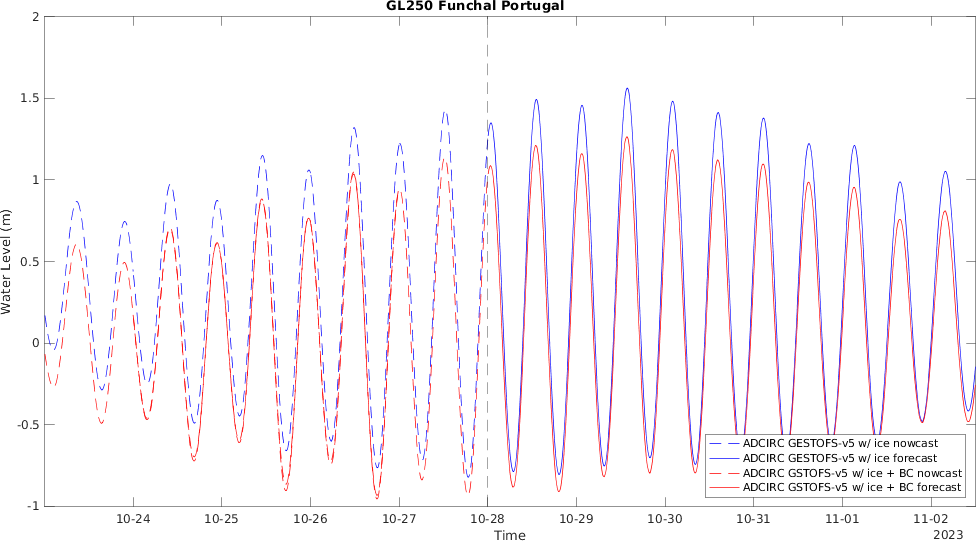 GL250 Funchal Portugal
2
1.5
1
0.5
0
-0.5
-1
Water Level (m)
10-24 10-25 10-26 10-27 10-28 10-29 10-30 10-31 11-01 11-02
Time
2023
ADCIRC GESTOFS-v5 w/ ice nowcast
ADCIRC GESTOFS-v5 w/ ice forecast
ADCIRC GSTOFS-v5 w/ ice + BC nowcast
ADCIRC GSTOFS-v5 w/ ice + BC forecast